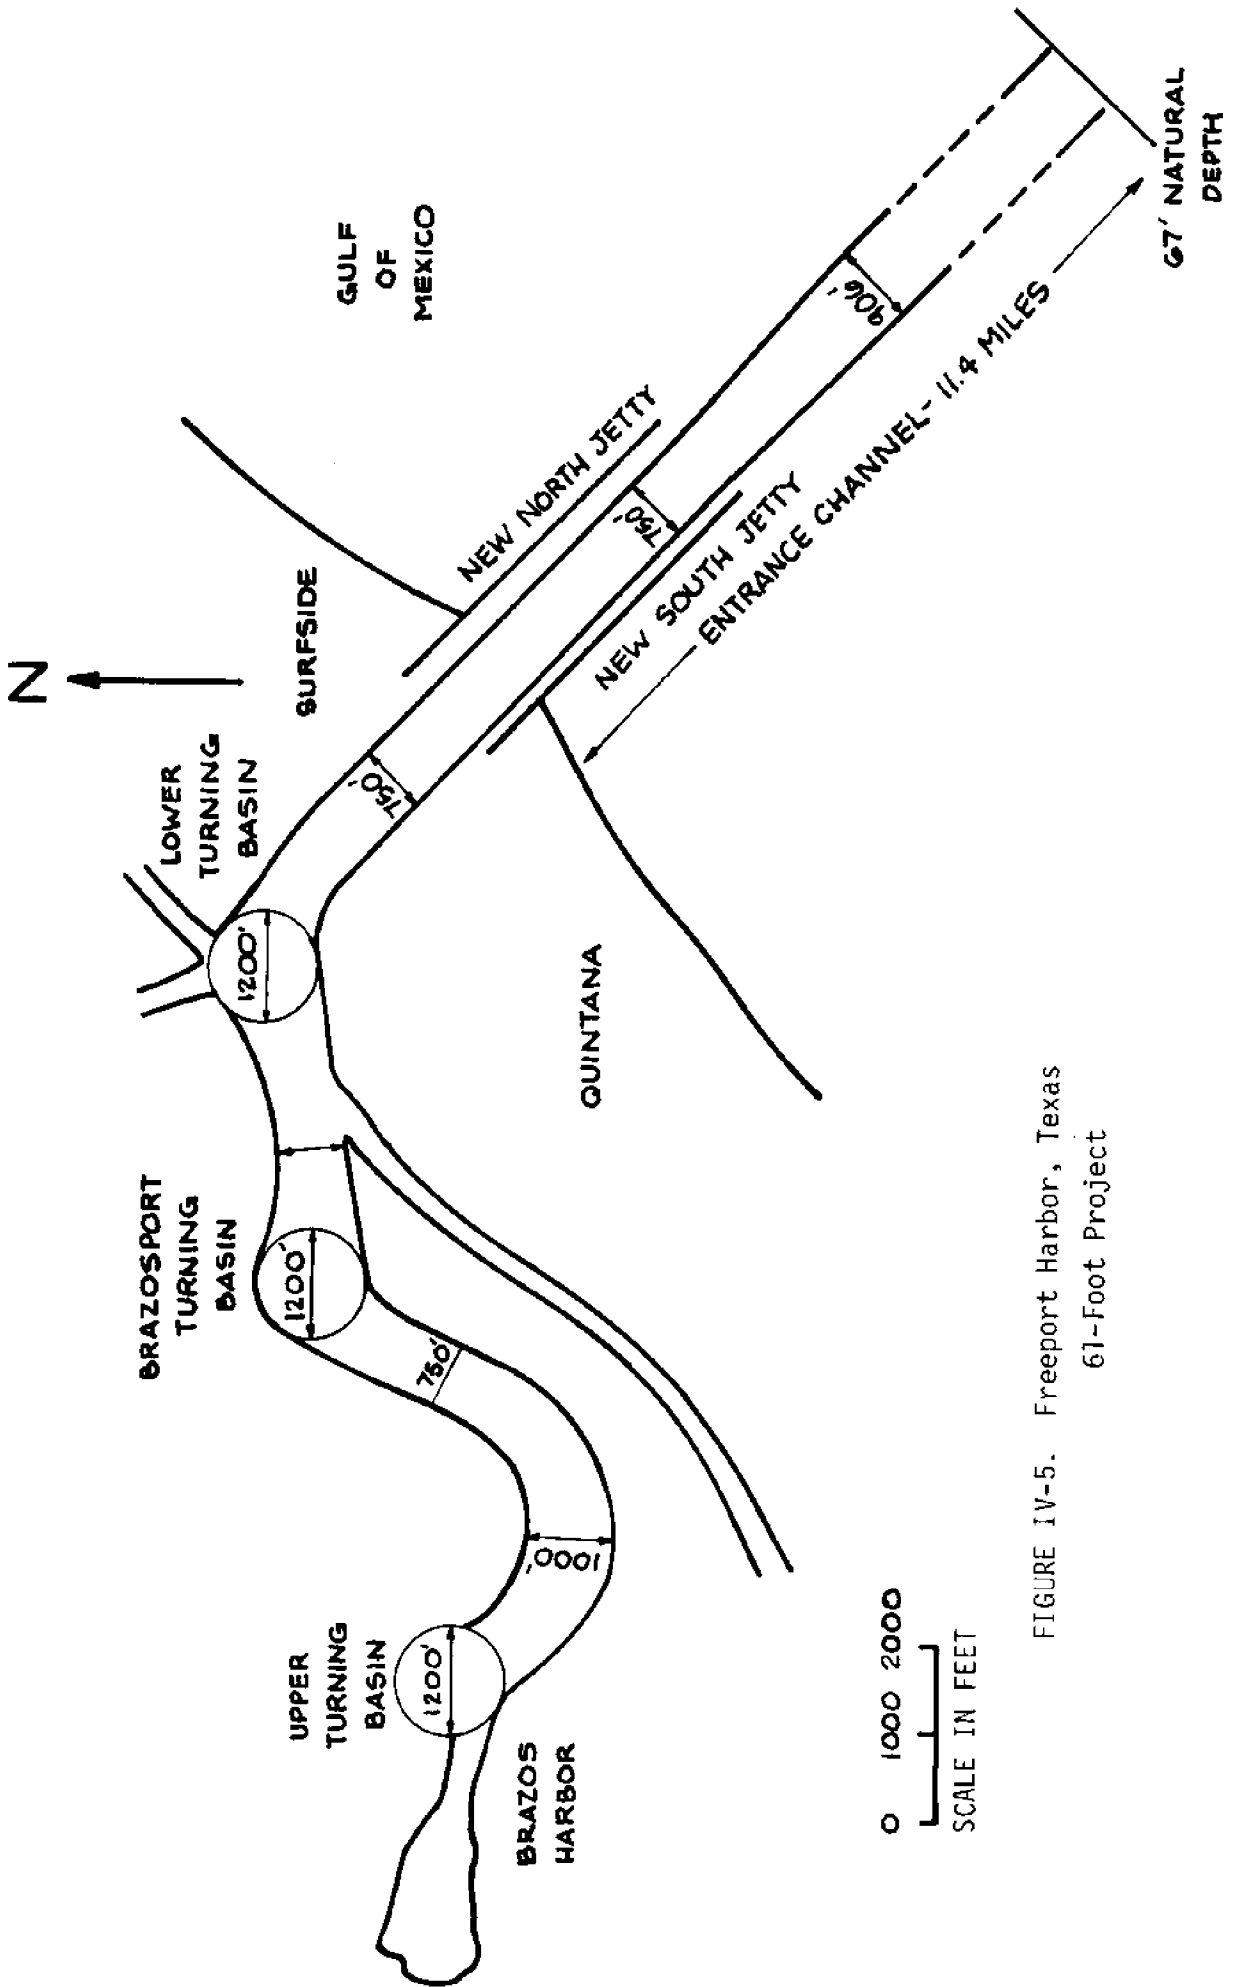 N
GULF
OF
MEXICO
SURFSIDE
LOWER
TURNING
BASIN
BRAZOSPORT
TURNING
BASIN
UPPER
TURNING
BASIN
BRAZOS
HARBOR
QUINTANA
1200'
1200'
1200'
1000'
750'
750'
750'
906'
NEW NORTH JETTY
NEW SOUTH JETTY
ENTRANCE CHANNEL- 11.4 MILES
67' NATURAL
DEPTH
0 1000 2000
SCALE IN FEET
FIGURE IV-5. Freeport Harbor, Texas
61-Foot Project